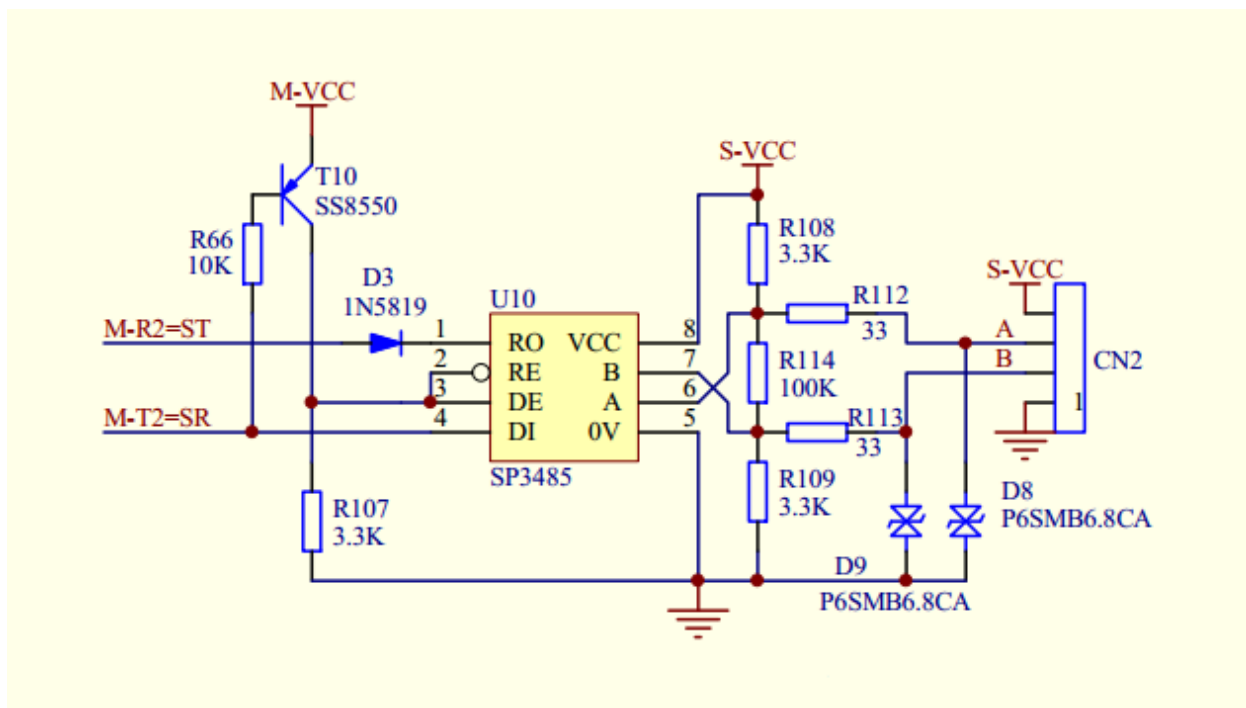 M-VCC
T10
SS8550
R66
10K
D3
1N5819
M-R2=ST
M-T2=SR
R107
3.3K
U10
1
2
3
4
RO
RE
DE
DI
VCC
B
A
0V
8
7
6
5
SP3485
S-VCC
R108
3.3K
R114
100K
R109
3.3K
R112
33
R113
33
S-VCC
A
B
CN2
1
D8
P6SMB6.8CA
D9
P6SMB6.8CA